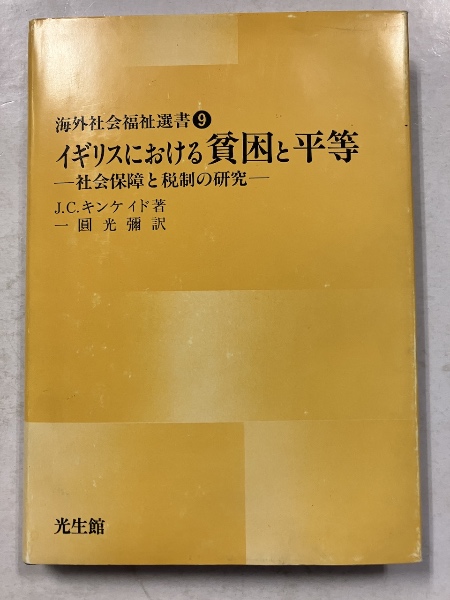 海外社会福祉選書❾
イギリスにおける貧困と平等
―社会保障と税制の研究―
J.C.キンケイド著
一圓光彌訳
光生館